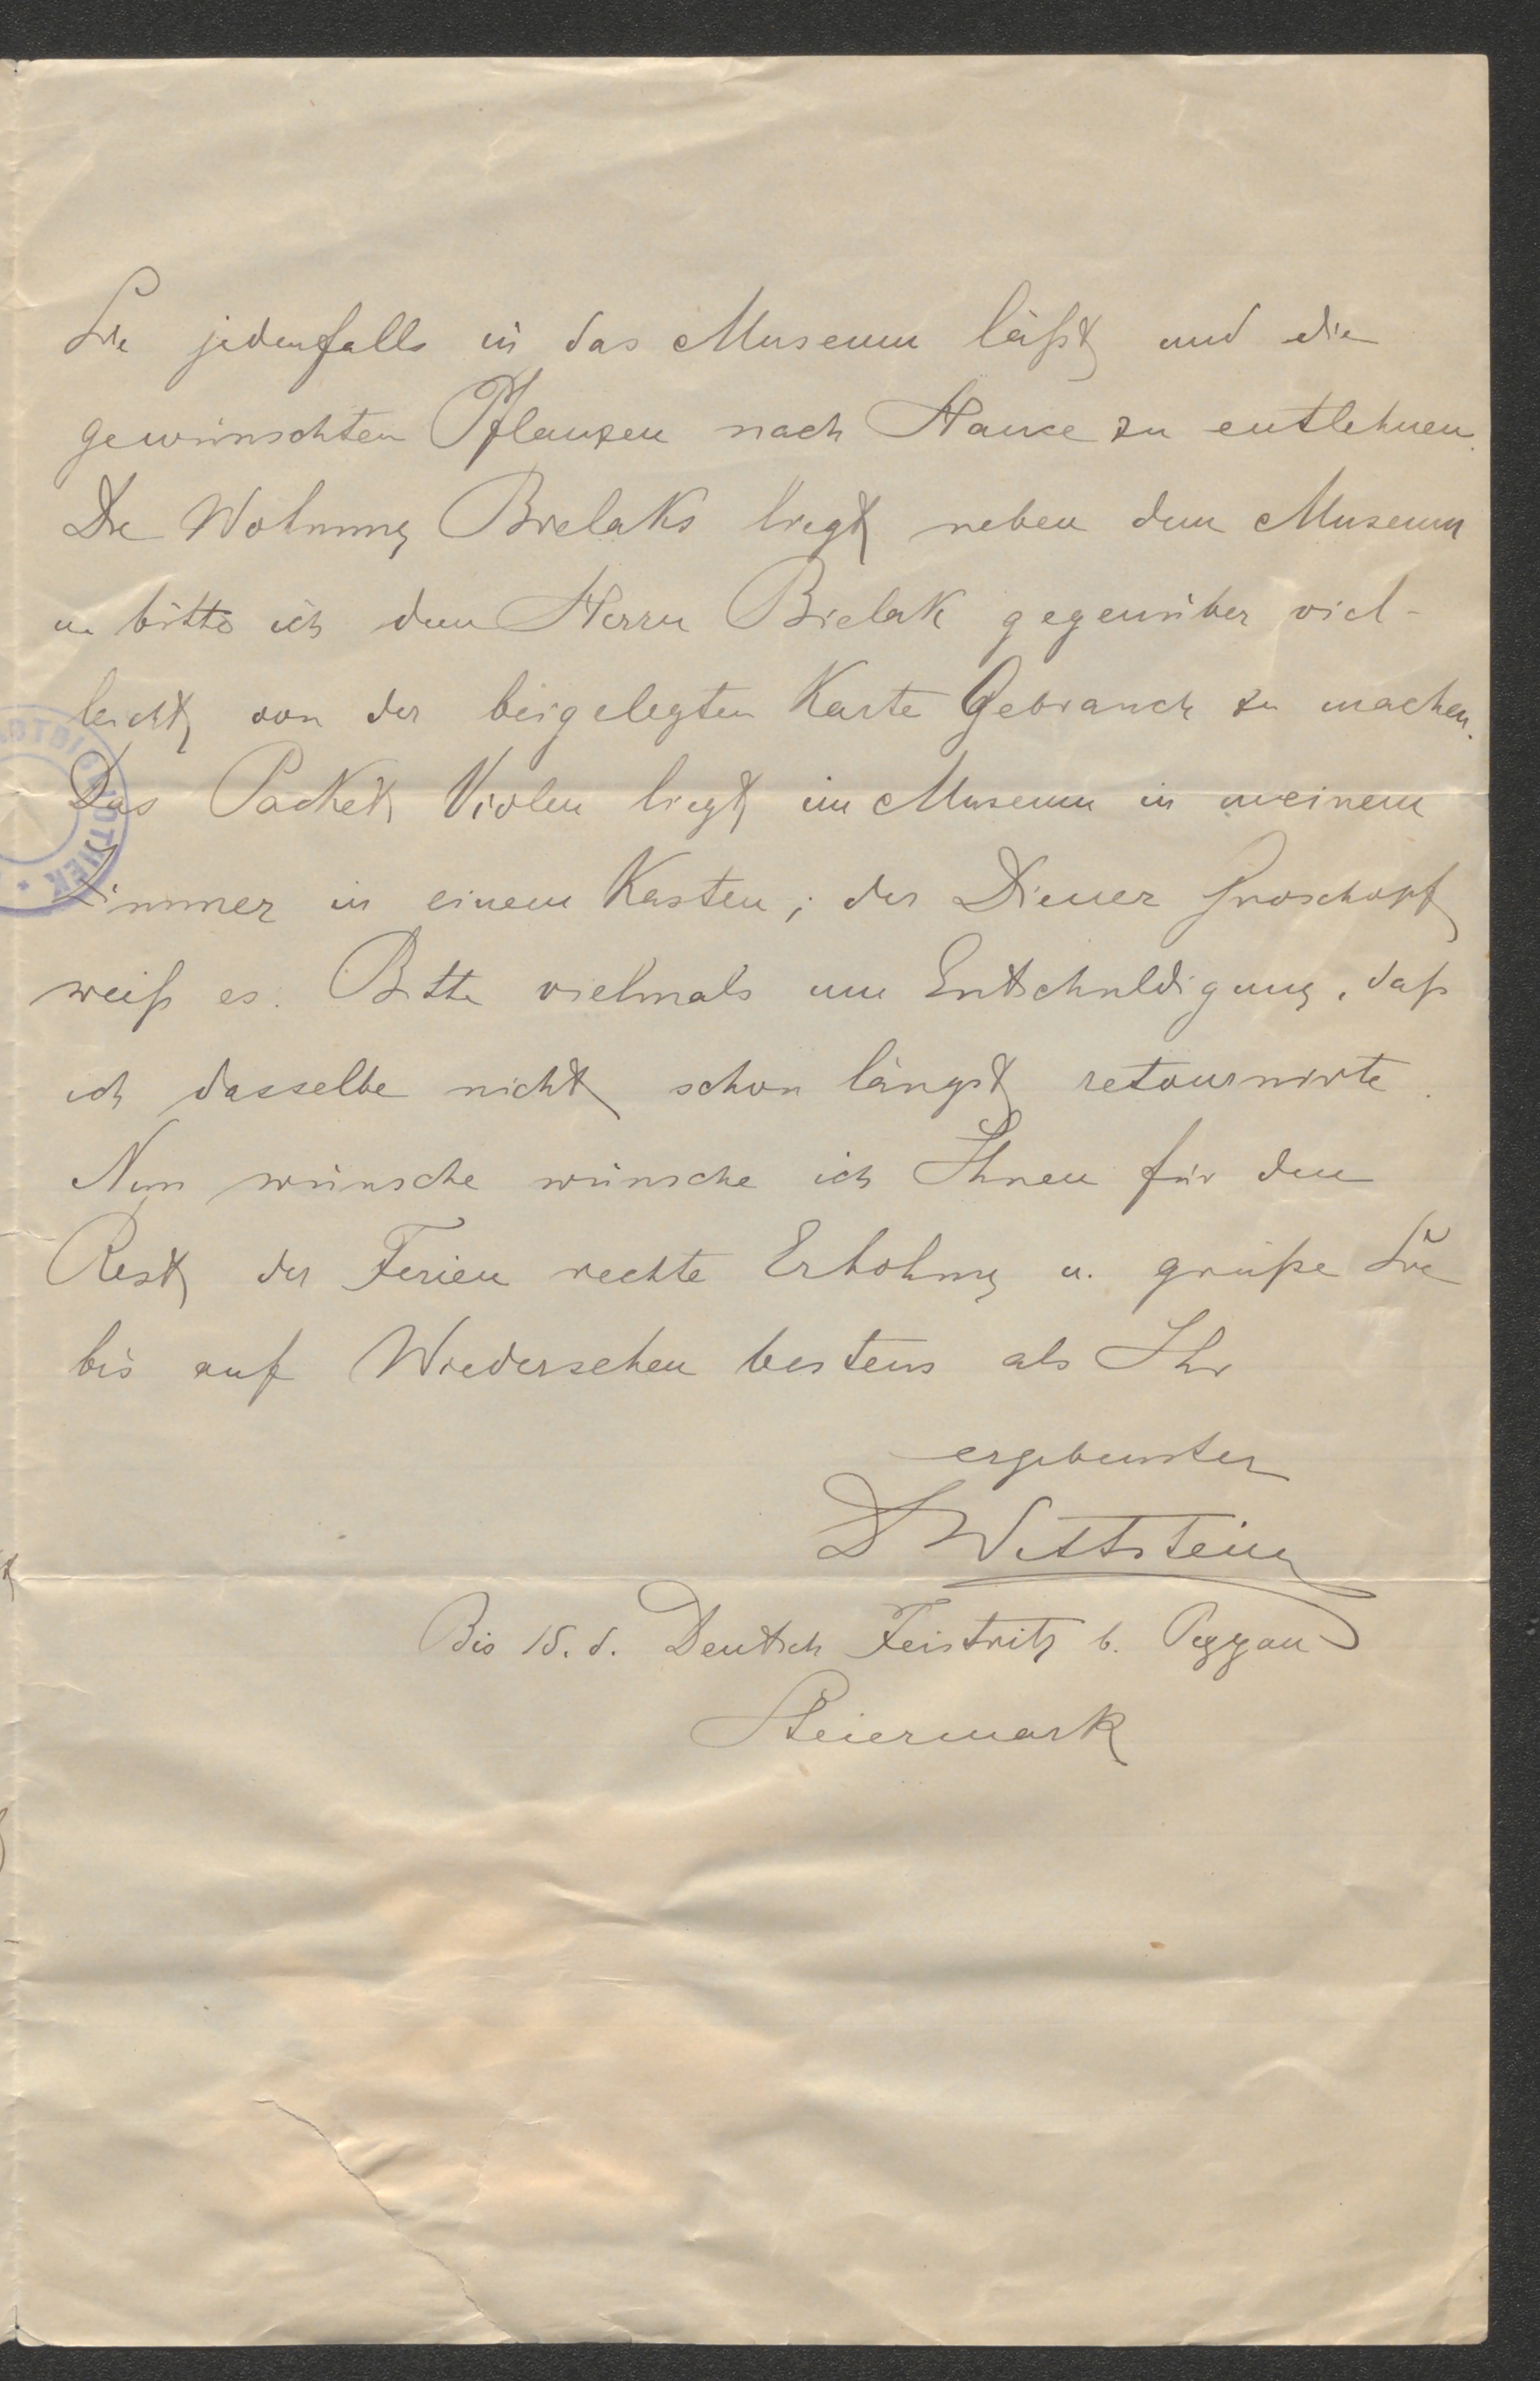 Sie jedenfalls in das Museum läßt und die
gewünschten Pflanzen nach Hause zu entlehnen.
Die Wohnung Bielaks liegt neben dem Museum
u. bitte ich dem Herrn Bielak gegenüber viel-
leicht von der beigelegten Karte Gebrauch zu machen.
Das Packet Violen liegt im Museum in meinem
Zimmer in einem Kasten; der Diener Groschopf
weiß es. Bitte vielmals um Entschuldigung, daß
ich dasselbe nicht schon längst retournirte.
Nun wünsche wünsche ich Ihnen für den
Rest der Ferien rechte Erhohlung u. grüße Sie
bis auf Wiedersehen bestens als Ihr
ergebenster
D Wettstein
Bis 15. d. Deutsch Feistritz b. Peggau
Steiermark